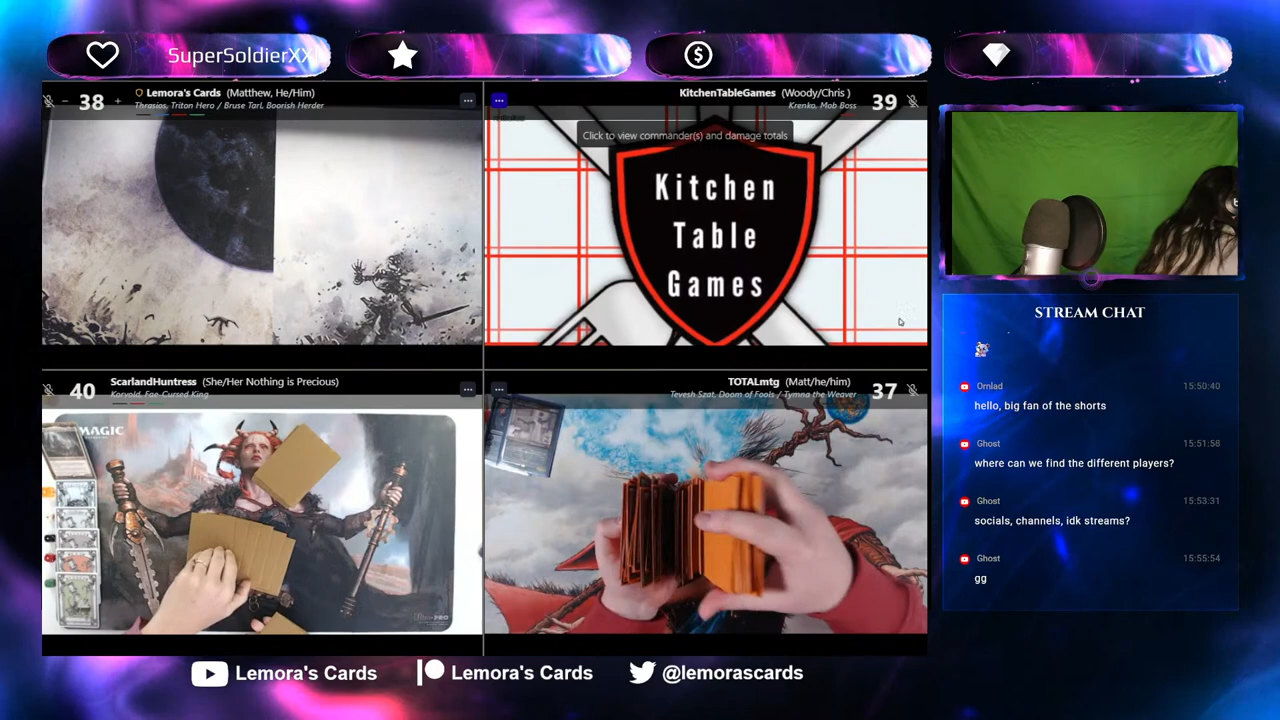 SuperSoldierXX
38
Lemora's Cards (Matthew, He/Him)
Thrasios, Triton Hero / Bruse Tarl, Boorish Herder
KitchenTableGames (Woody/Chris )
Krenko, Mob Boss
39
Click to view commander(s) and damage totals
Kitchen
Table
Games
40
ScarlandHuntress (She/Her Nothing is Precious)
Korvold, Fae-Cursed King
TOTALmtg (Matt/he/him)
Tevesh Szat, Doom of Fools / Tymna the Weaver
37
MAGIC
STREAM CHAT
Omlad 15:50:40
hello, big fan of the shorts
Ghost 15:51:58
where can we find the different players?
Ghost 15:53:31
socials, channels, idk streams?
Ghost 15:55:54
gg
Lemora's Cards
Lemora's Cards
@lemorascards